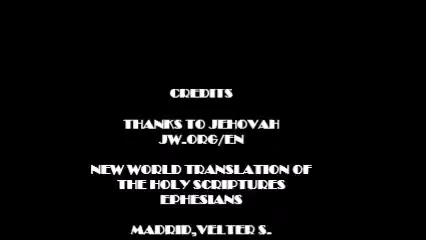 CREDITS
THANKS TO JEHOVAH
JW.ORG/EN
NEW WORLD TRANSLATION OF
THE HOLY SCRIPTURES
EPHESIANS
MADRID,VELTER S.